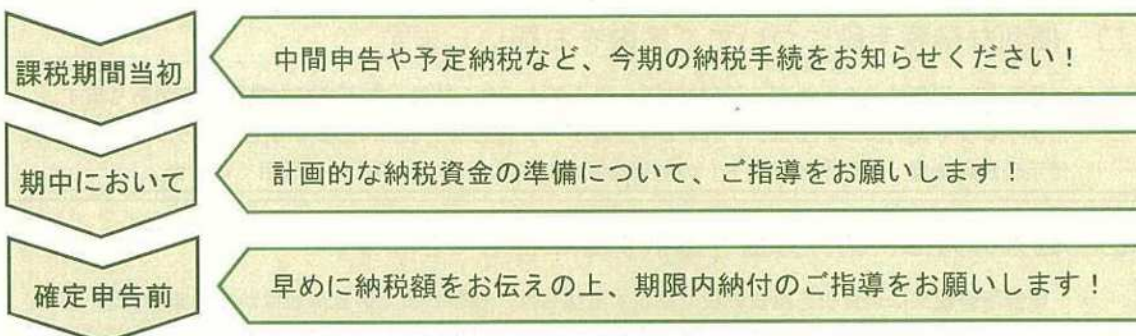 課税期間当初
中間申告や予定納税など、今期の納税手続をお知らせください!
期中において
計画的な納税資金の準備について、ご指導をお願いします!
確定申告前
早めに納税額をお伝えの上、期限内納付のご指導をお願いします!